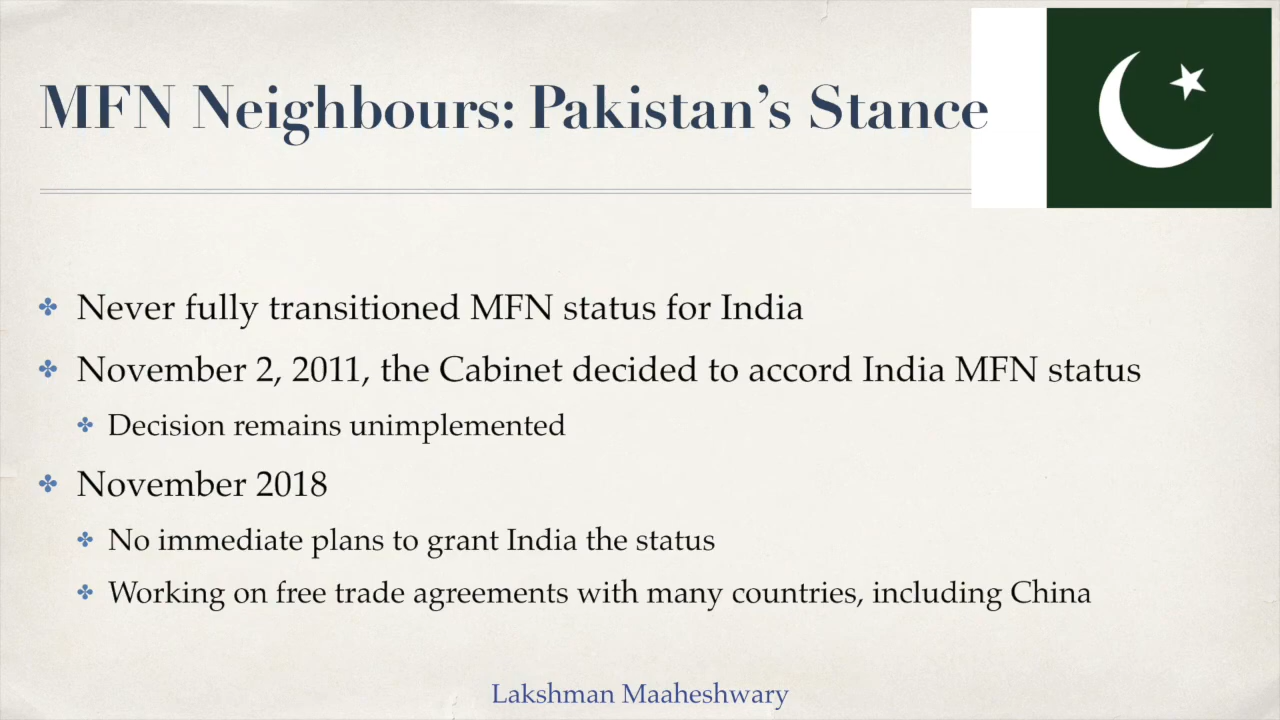 MFN Neighbours: Pakistan’s Stance
Never fully transitioned MFN status for India
November 2, 2011, the Cabinet decided to accord India MFN status
Decision remains unimplemented
November 2018
No immediate plans to grant India the status
Working on free trade agreements with many countries, including China
Lakshman Maaheshwary